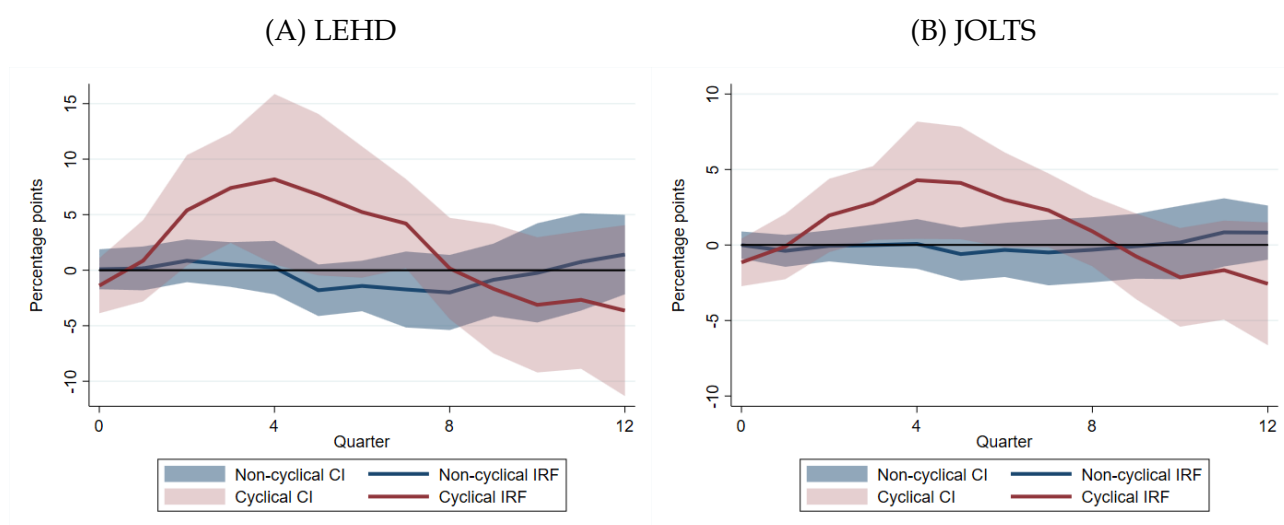 (A) LEHD
Percentage points
15
10
5
0
-5
-10
0 4 8 12
Quarter
Non-cyclical CI Non-cyclical IRF
Cyclical CI Cyclical IRF
(B) JOLTS
Percentage points
10
5
0
-5
-10
0 4 8 12
Quarter
Non-cyclical CI Non-cyclical IRF
Cyclical CI Cyclical IRF